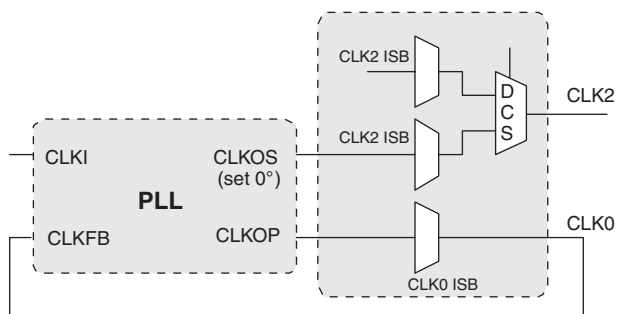 CLK2 ISB
D
C
S
CLK2
CLK2 ISB
CLKI
CLKOS
(set 0°)
PLL
CLKFB
CLKOP
CLK0
CLK0 ISB